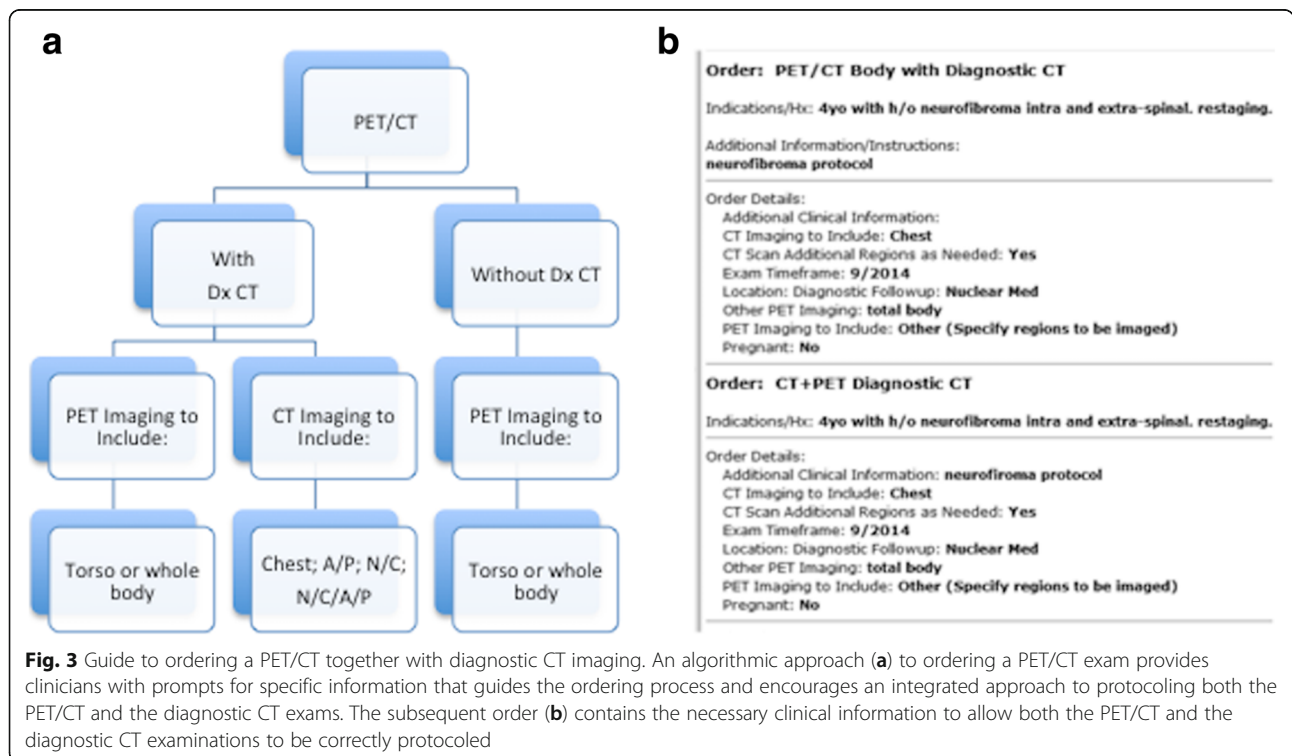 a
PET/CT
With
Dx CT
Without Dx CT
PET Imaging to
Include:
CT Imaging to
Include:
PET Imaging to
Include:
Torso or whole
body
Chest; A/P; N/C;
N/C/A/P
Torso or whole
body
b
Order: PET/CT Body with Diagnostic CT
Indications/Hx: 4yo with h/o neurofibroma intra and extra-spinal. restaging.
Additional Information/Instructions:
neurofibroma protocol
Order Details:
Additional Clinical Information:
CT Imaging to Include: Chest
CT Scan Additional Regions as Needed: Yes
Exam Timeframe: 9/2014
Location: Diagnostic Followup: Nuclear Med
Other PET Imaging: total body
PET Imaging to Include: Other (Specify regions to be imaged)
Pregnant: No
Order: CT+PET Diagnostic CT
Indications/Hx: 4yo with h/o neurofibroma intra and extra-spinal. restaging.
Order Details:
Additional Clinical Information: neurofiroma protocol
CT Imaging to Include: Chest
CT Scan Additional Regions as Needed: Yes
Exam Timeframe: 9/2014
Location: Diagnostic Followup: Nuclear Med
Other PET Imaging: total body
PET Imaging to Include: Other (Specify regions to be imaged)
Pregnant: No
Fig. 3 Guide to ordering a PET/CT together with diagnostic CT imaging. An algorithmic approach (a) to ordering a PET/CT exam provides
clinicians with prompts for specific information that guides the ordering process and encourages an integrated approach to protocoling both the
PET/CT and the diagnostic CT exams. The subsequent order (b) contains the necessary clinical information to allow both the PET/CT and the
diagnostic CT examinations to be correctly protocoled